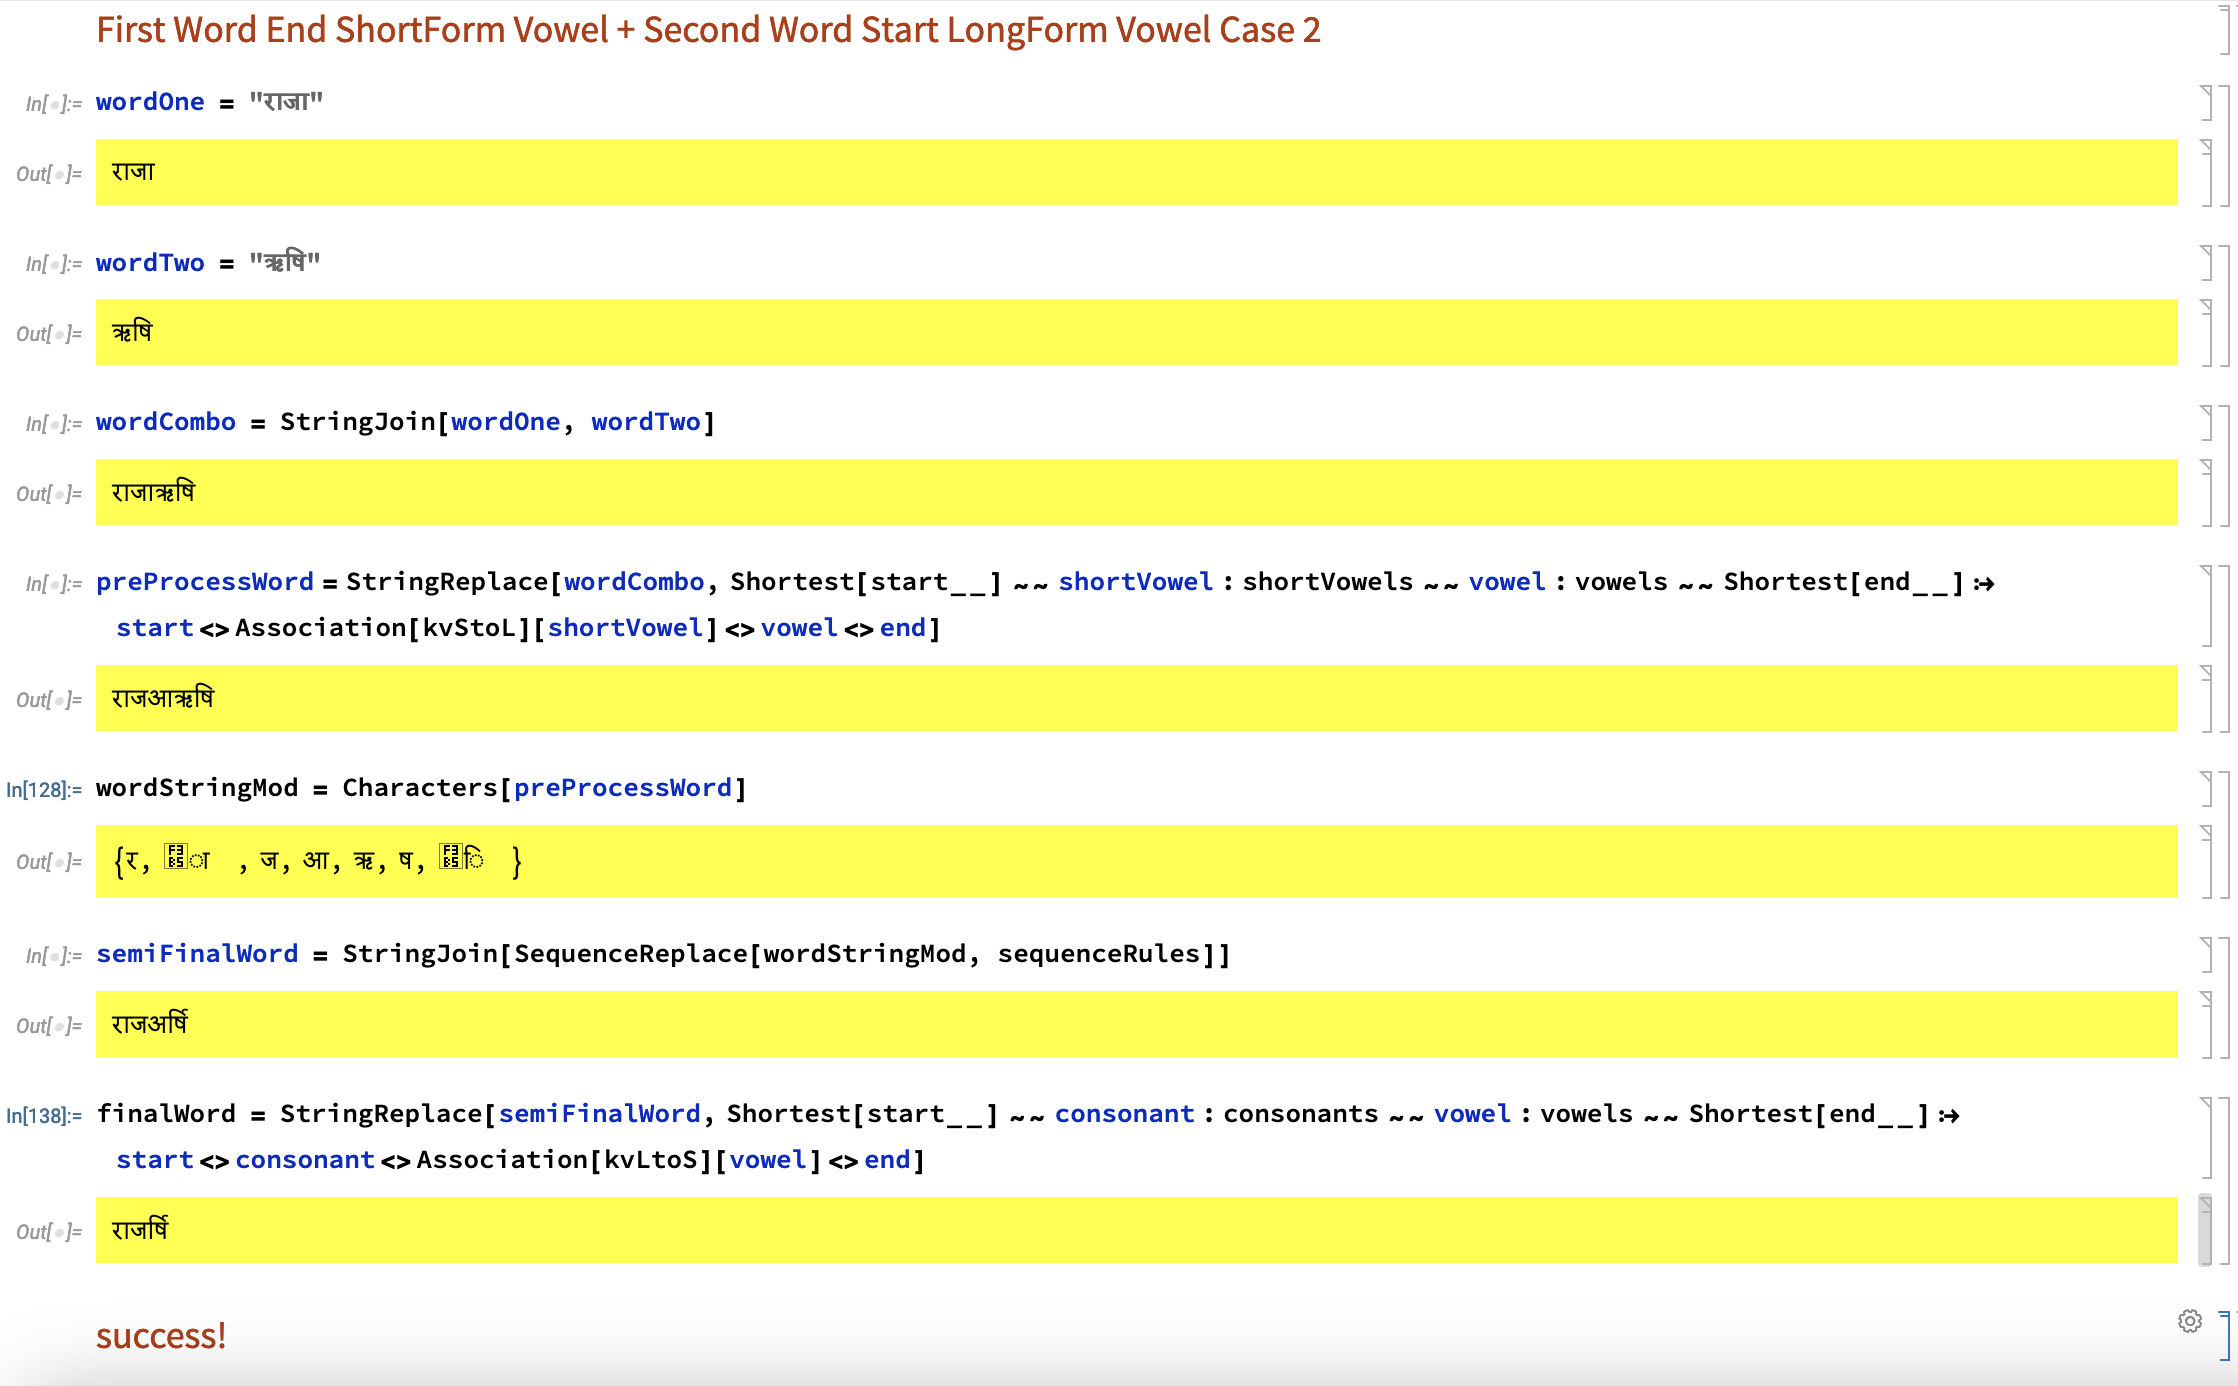 First Word End ShortForm Vowel + Second Word Start LongForm Vowel Case 2
In[•]:= wordOne = "राजा"
Out[•]= राजा
In[•]:= wordTwo = "ऋषि"
Out[•]= ऋषि
In[•]:= wordCombo = StringJoin[wordOne, wordTwo]
Out[•]= राजाऋषि
In[•]:= preProcessWord = StringReplace[wordCombo, Shortest[start__] ~~ shortVowel : shortVowels ~~ vowel : vowels ~~ Shortest[end__] :→
start <> Association[kvStoL][shortVowel] <> vowel <> end]
Out[•]= राजआऋषि
In[128]:= wordStringMod = Characters[preProcessWord]
Out[•]= {र, ा , ज, आ, ऋ, ष, ि }
In[•]:= semiFinalWord = StringJoin[SequenceReplace[wordStringMod, sequenceRules]]
Out[•]= राजअर्षि
In[138]:= finalWord = StringReplace[semiFinalWord, Shortest[start__] ~~ consonant : consonants ~~ vowel : vowels ~~ Shortest[end__] :→
start <> consonant <> Association[kvLtoS][vowel] <> end]
Out[•]= राजर्षि
success!